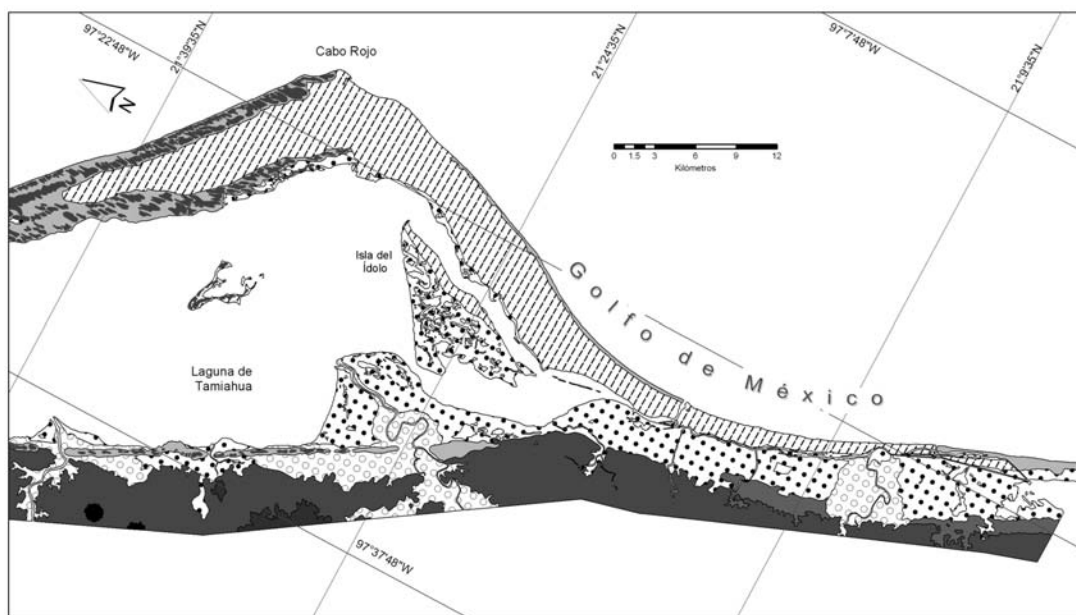 97°22'48"W
21°39'35"N
Cabo Rojo
21°24'35"N
97°7'48"W
21°9'35"N
N
0 1.5 3 6 9 12
Kilómetros
Isla del
Ídolo
Golfo de México
Laguna de
Tamiahua
97°37'48"W